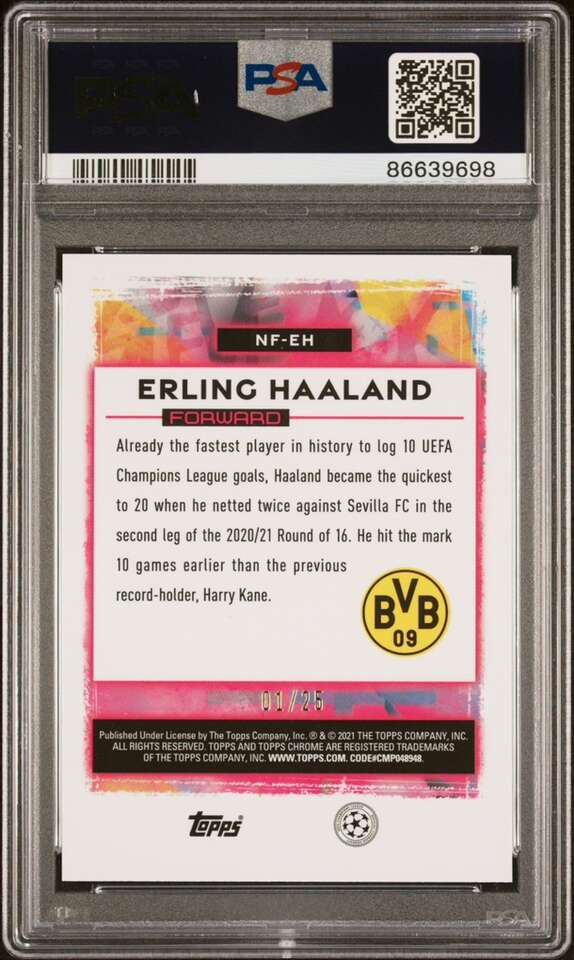 PSA
PSA
86639698
NF-EH
ERLING HAALAND
FORWARD
Already the fastest player in history to log 10 UEFA
Champions League goals, Haaland became the quickest
to 20 when he netted twice against Sevilla FC in the
second leg of the 2020/21 Round of 16. He hit the mark
10 games earlier than the previous
record-holder, Harry Kane.
BVB
09
01/25
Published Under License by The Topps Company, Inc. ® & © 2021 THE TOPPS COMPANY, INC.
ALL RIGHTS RESERVED. TOPPS AND TOPPS CHROME ARE REGISTERED TRADEMARKS
OF THE TOPPS COMPANY, INC. WWW.TOPPS.COM. CODE#CMP048948.
topps
PSA